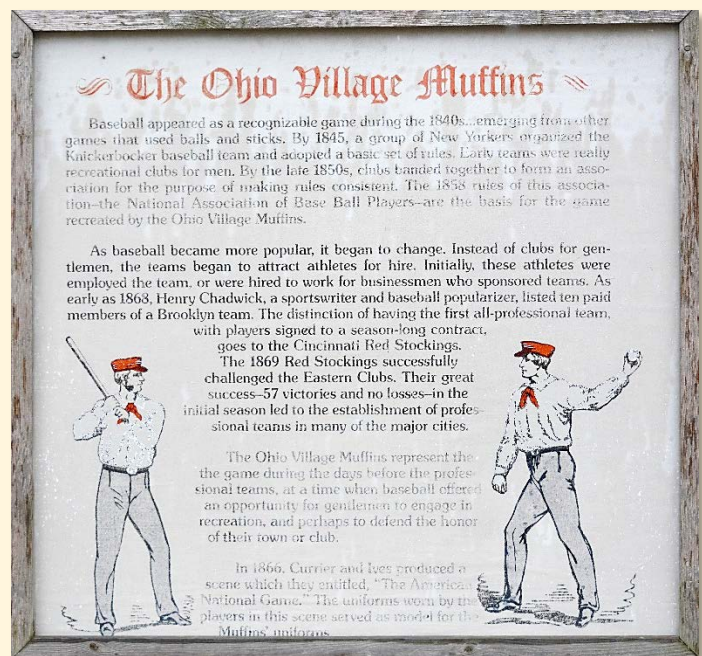 The Ohio Village Muffins
Baseball appeared as a recognizable game during the 1840s...emerging from other
games that used balls and sticks. By 1845, a group of New Yorkers organized the
Knickerbocker baseball team and adopted a basic set of rules. Early teams were really
recreational clubs for men. By the late 1850s, clubs banded together to form an asso-
ciation for the purpose of making rules consistent. The 1858 rules of this associa-
tion--the National Association of Base Ball Players--are the basis for the game
recreated by the Ohio Village Muffins.
As baseball became more popular, it began to change. Instead of clubs for gen-
tlemen, the teams began to attract athletes for hire. Initially, these athletes were
employed the team, or were hired to work for businessmen who sponsored teams. As
early as 1868, Henry Chadwick, a sportswriter and baseball popularizer, listed ten paid
members of a Brooklyn team. The distinction of having the first all-professional team,
with players signed to a season-long contract,
goes to the Cincinnati Red Stockings.
The 1869 Red Stockings successfully
challenged the Eastern Clubs. Their great
success--57 victories and no losses--in the
initial season led to the establishment of profes-
sional teams in many of the major cities.
The Ohio Village Muffins represent the
the game during the days before the profes-
sional teams, at a time when baseball offered
an opportunity for gentlemen to engage in
recreation, and perhaps to defend the honor
of their town or club.
In 1866, Currier and Ives produced a
scene which they entitled, "The American
National Game." The uniforms worn by the
players in this scene served as model for the
Muffins' uniforms